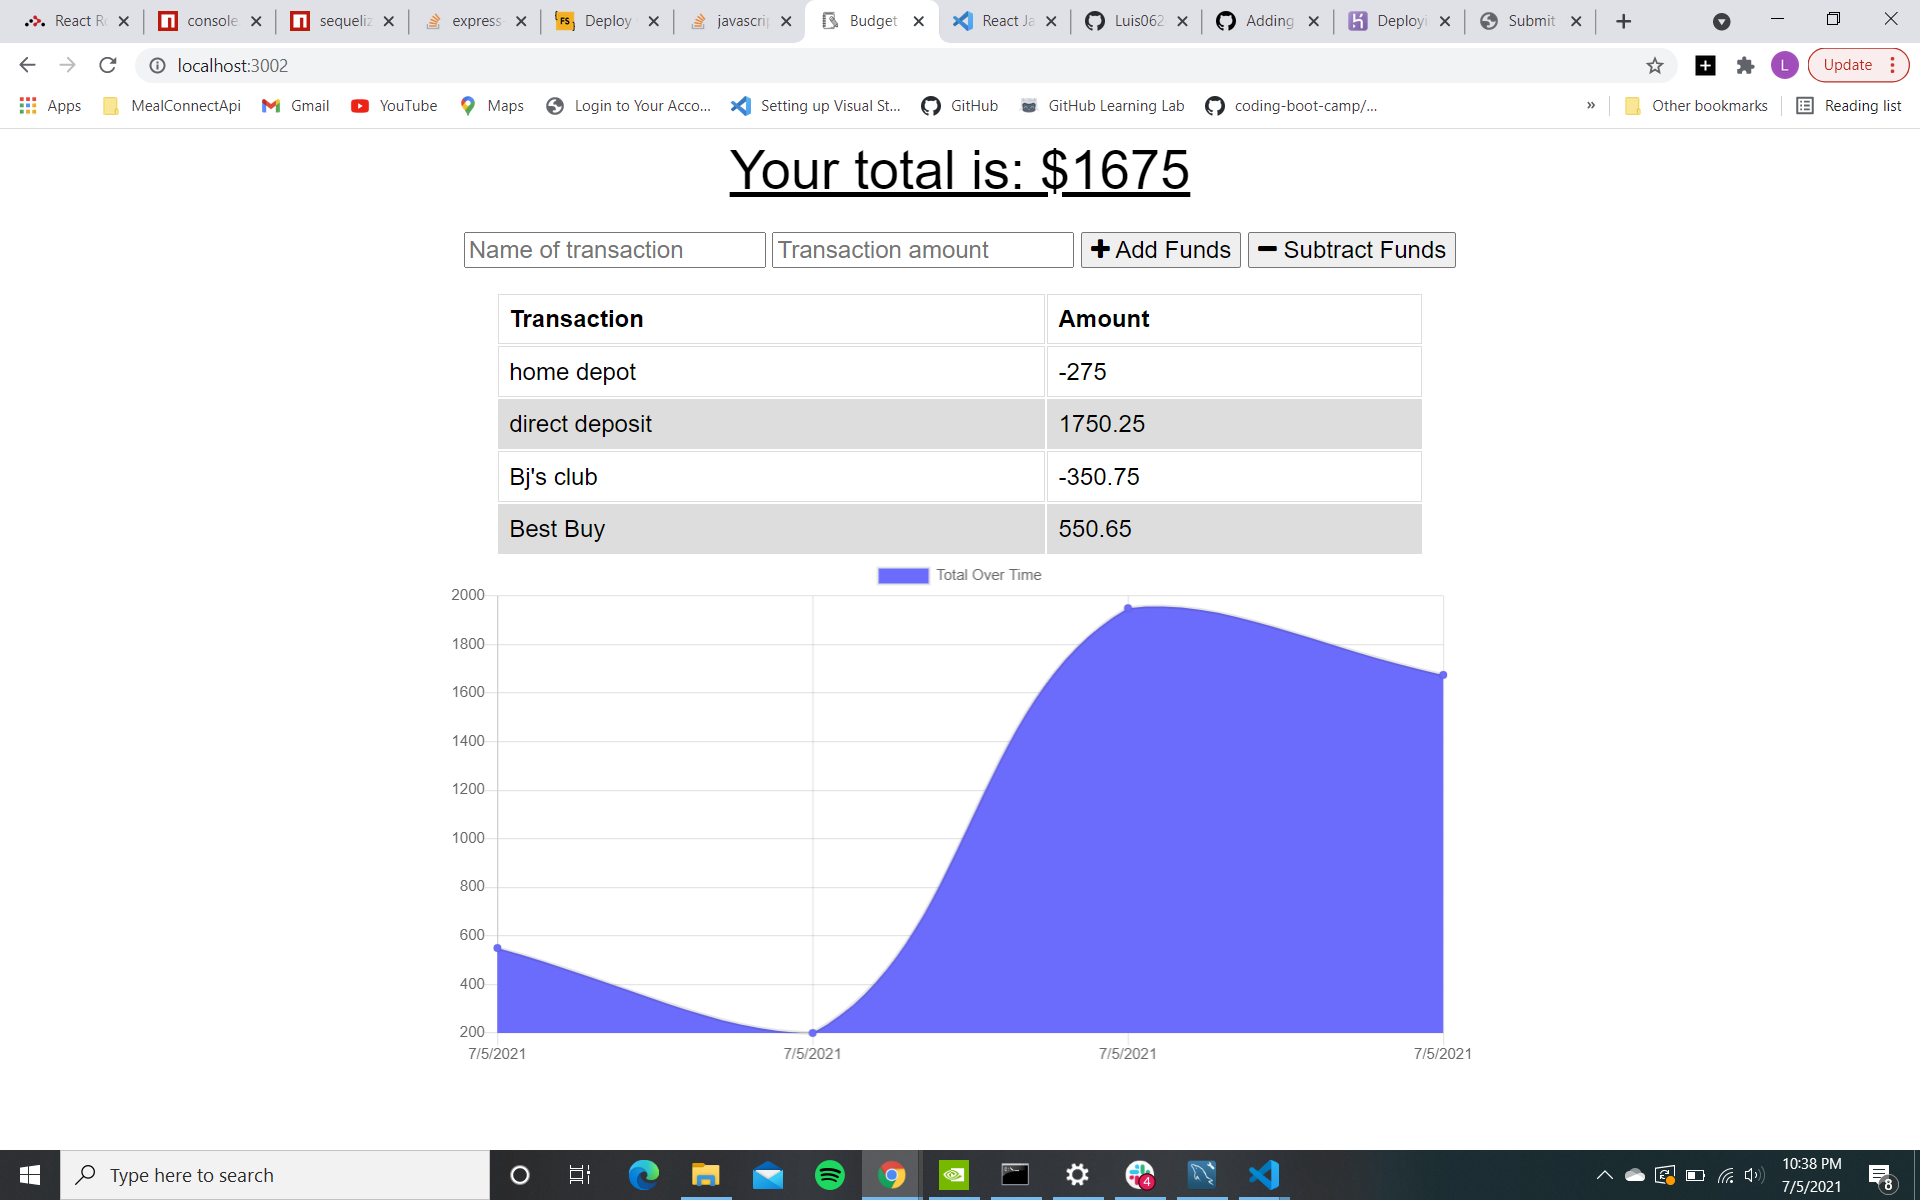 React Ro
console
sequeliz
express-
Deploy
javascrip
Budget
React Ja
Luis062
Adding
Deployi
Submit
localhost:3002
L
Update
Apps
MealConnectApi
Gmail
YouTube
Maps
Login to Your Acco...
Setting up Visual St...
GitHub
GitHub Learning Lab
coding-boot-camp/...
»
Other bookmarks
Reading list
Your total is: $1675
Name of transaction
Transaction amount
Add Funds
Subtract Funds
Transaction Amount
home depot -275
direct deposit 1750.25
Bj's club -350.75
Best Buy 550.65
Total Over Time
2000
1800
1600
1400
1200
1000
800
600
400
200
7/5/2021 7/5/2021 7/5/2021 7/5/2021
Type here to search
4
10:38 PM
7/5/2021
8